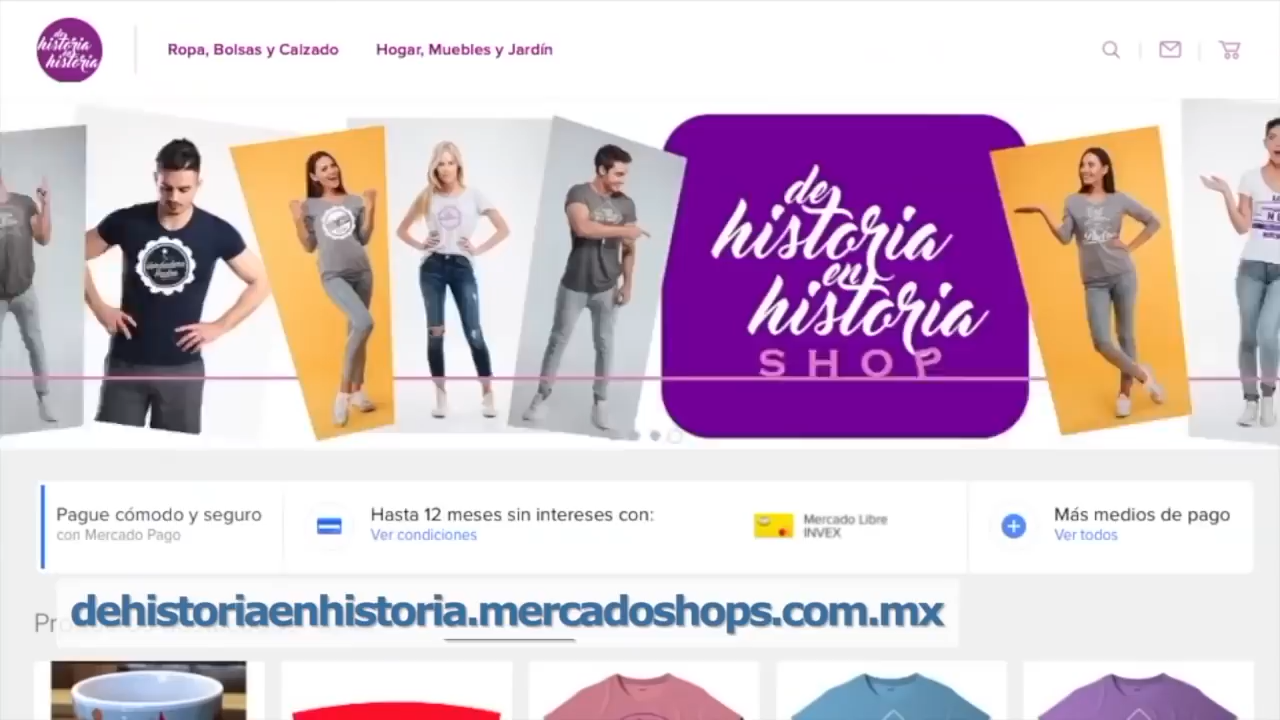 de
historia
en
historia
Ropa, Bolsas y Calzado
Hogar, Muebles y Jardín
de
historia
en
historia
SHOP
Pague cómodo y seguro
con Mercado Pago
Hasta 12 meses sin intereses con:
Ver condiciones
Mercado Libre
INVEX
Más medios de pago
Ver todos
dehistoriaenhistoria.mercadoshops.com.mx